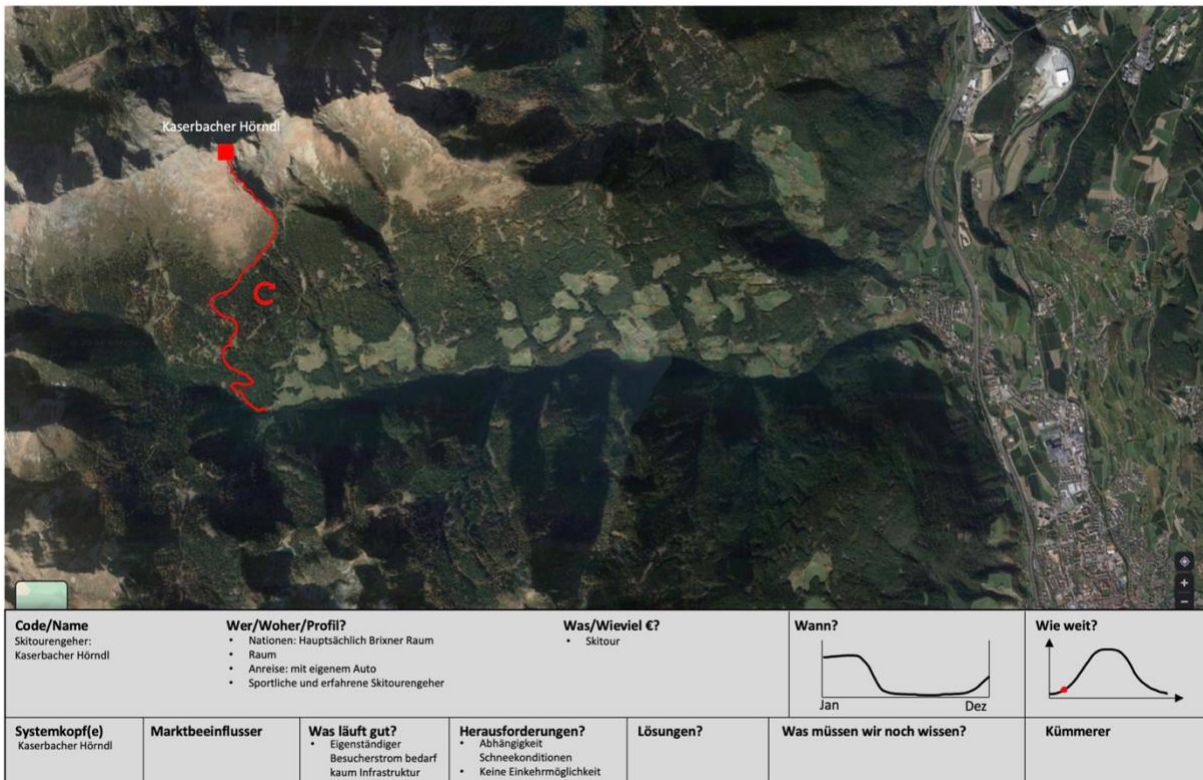 Kaserbacher Hörndl
Code/Name
Skitourengeher:
Kaserbacher Hörndl
Wer/Woher/Profil?
• Nationen: Hauptsächlich Brixner Raum
• Raum
• Anreise: mit eigenem Auto
• Sportliche und erfahrene Skitourengeher
Was/Wieviel €?
• Skitour
Wann?
Jan Dez
Wie weit?
Systemkopf(e)
Kaserbacher Hörndl
Marktbeeinflusser
Was läuft gut?
• Eigenständiger
Besucherstrom bedarf
kaum Infrastruktur
Herausforderungen?
• Abhängigkeit
Schneekonditionen
• Keine Einkehrmöglichkeit
Lösungen?
Was müssen wir noch wissen?
Kümmerer